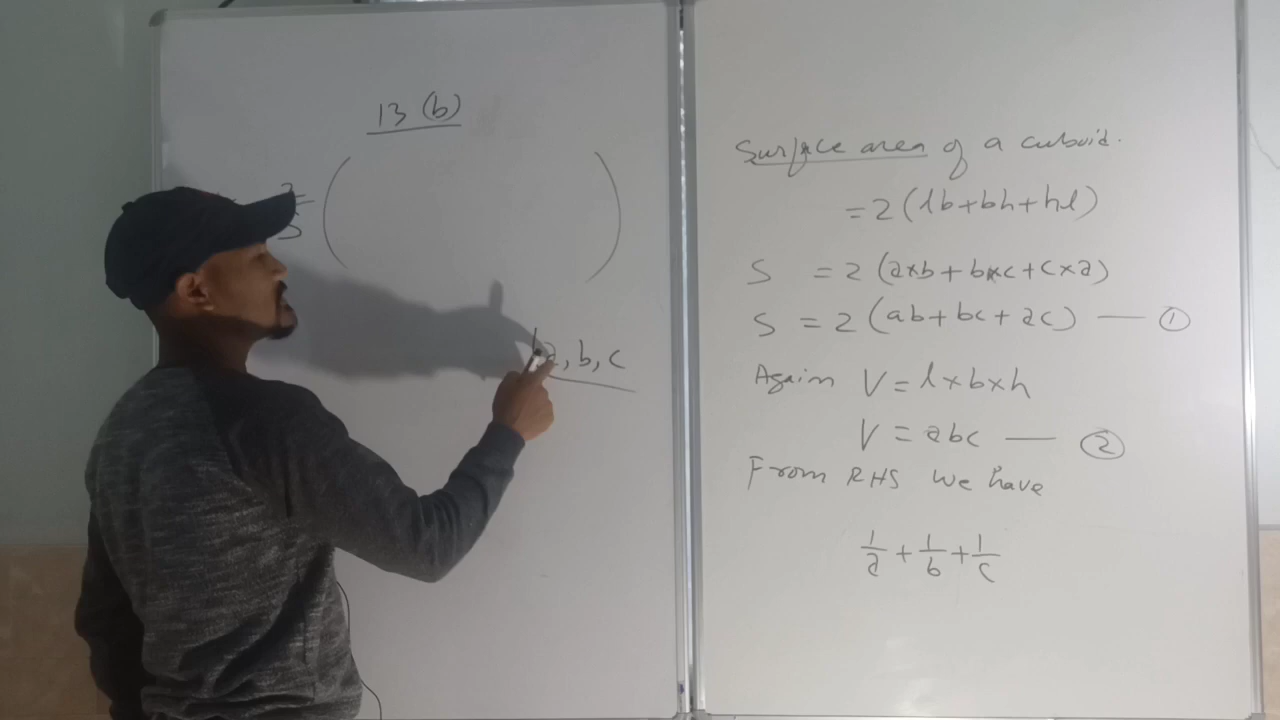 13 (b)
2/S (        )
a, b, c
Surface area of a cuboid.
= 2 (lb + bh + hl)
S = 2 (a×b + b×c + c×a)
S = 2 (ab + bc + ac) — ①
Again V = l×b×h
V = abc — ②
From RHS we have
1/a + 1/b + 1/c